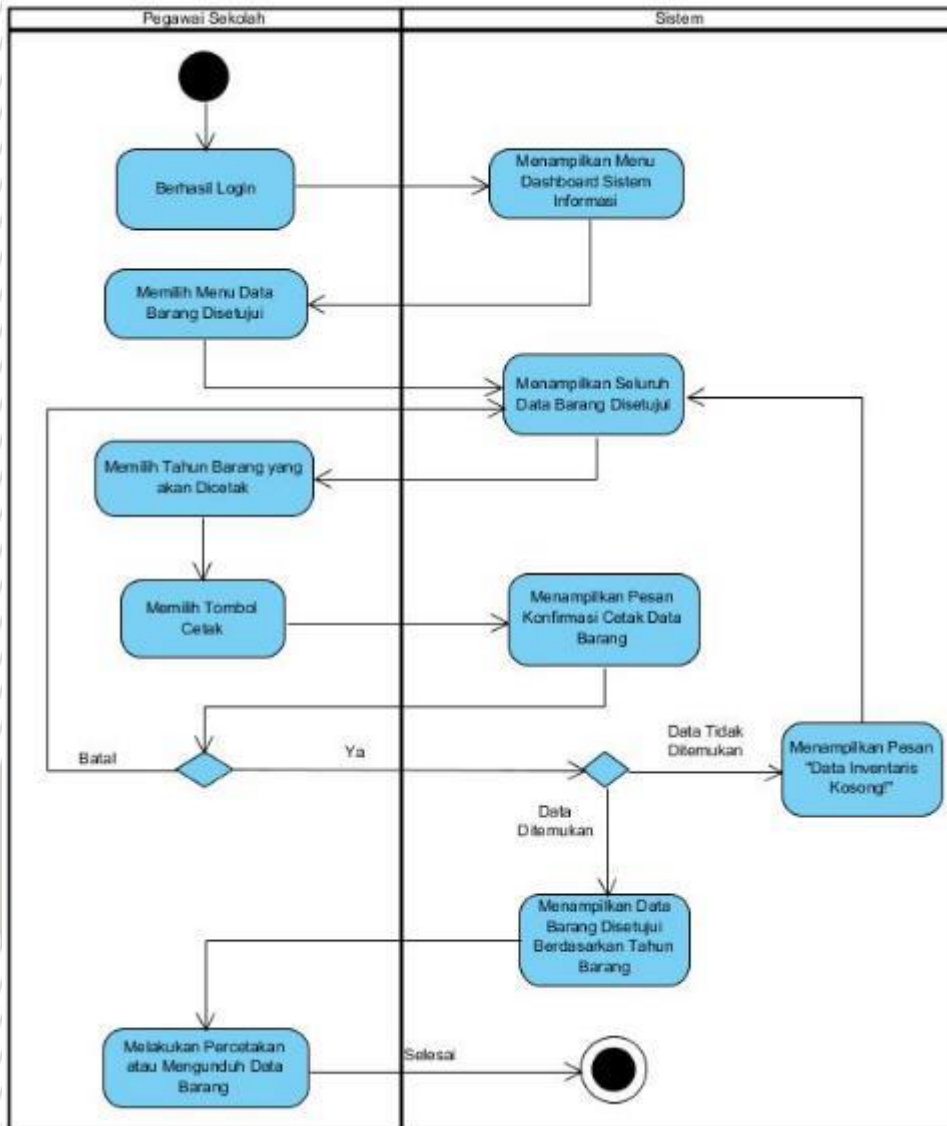 Pegawai Sekolah
Sistem
Berhasil Login
Menampilkan Menu
Dashboard Sistem
Informasi
Memilih Menu Data
Barang Disetujui
Menampilkan Seluruh
Data Barang Disetujui
Memilih Tahun Barang yang
akan Dicetak
Memilih Tombol
Cetak
Menampilkan Pesan
Konfirmasi Cetak Data
Barang
Batal
Ya
Data Tidak
Ditemukan
Menampilkan Pesan
"Data Inventaris
Kosong!"
Data
Ditemukan
Menampilkan Data
Barang Disetujui
Berdasarkan Tahun
Barang
Melakukan Percetakan
atau Mengunduh Data
Barang
Selesai